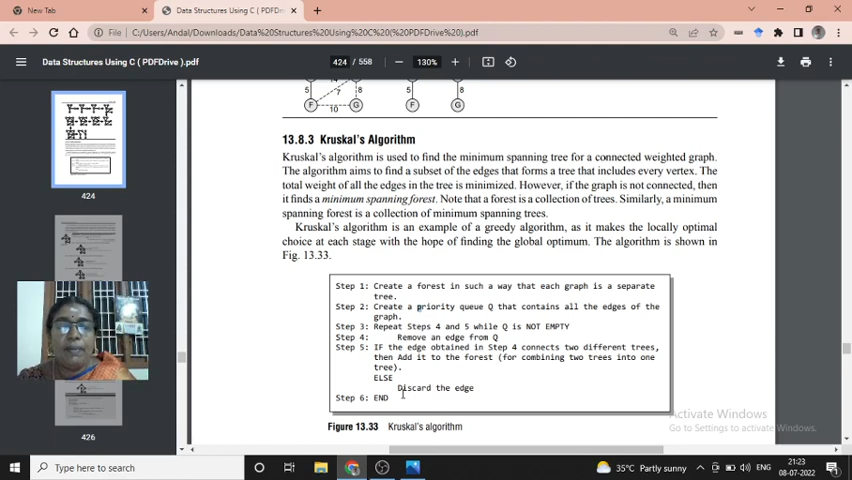 New Tab
Data Structures Using C ( PDFDri
File
C:/Users/Andal/Downloads/Data%20Structures%20Using%20C%20(%20PDFDrive%20).pdf
Data Structures Using C ( PDFDrive ).pdf
424 / 558
130%
5
7
8
5
8
F
10
G
F
G
13.8.3 Kruskal's Algorithm
Kruskal's algorithm is used to find the minimum spanning tree for a connected weighted graph.
The algorithm aims to find a subset of the edges that forms a tree that includes every vertex. The
total weight of all the edges in the tree is minimized. However, if the graph is not connected, then
it finds a minimum spanning forest. Note that a forest is a collection of trees. Similarly, a minimum
spanning forest is a collection of minimum spanning trees.
Kruskal's algorithm is an example of a greedy algorithm, as it makes the locally optimal
choice at each stage with the hope of finding the global optimum. The algorithm is shown in
Fig. 13.33.
Step 1: Create a forest in such a way that each graph is a separate
tree.
Step 2: Create a priority queue Q that contains all the edges of the
graph.
Step 3: Repeat Steps 4 and 5 while Q is NOT EMPTY
Step 4: Remove an edge from Q
Step 5: IF the edge obtained in Step 4 connects two different trees,
then Add it to the forest (for combining two trees into one
tree).
ELSE
Discard the edge
Step 6: END
Figure 13.33 Kruskal's algorithm
424
426
Activate Windows
Go to Settings to activate Windows.
Type here to search
35°C Partly sunny
ENG
21:23
08-07-2022